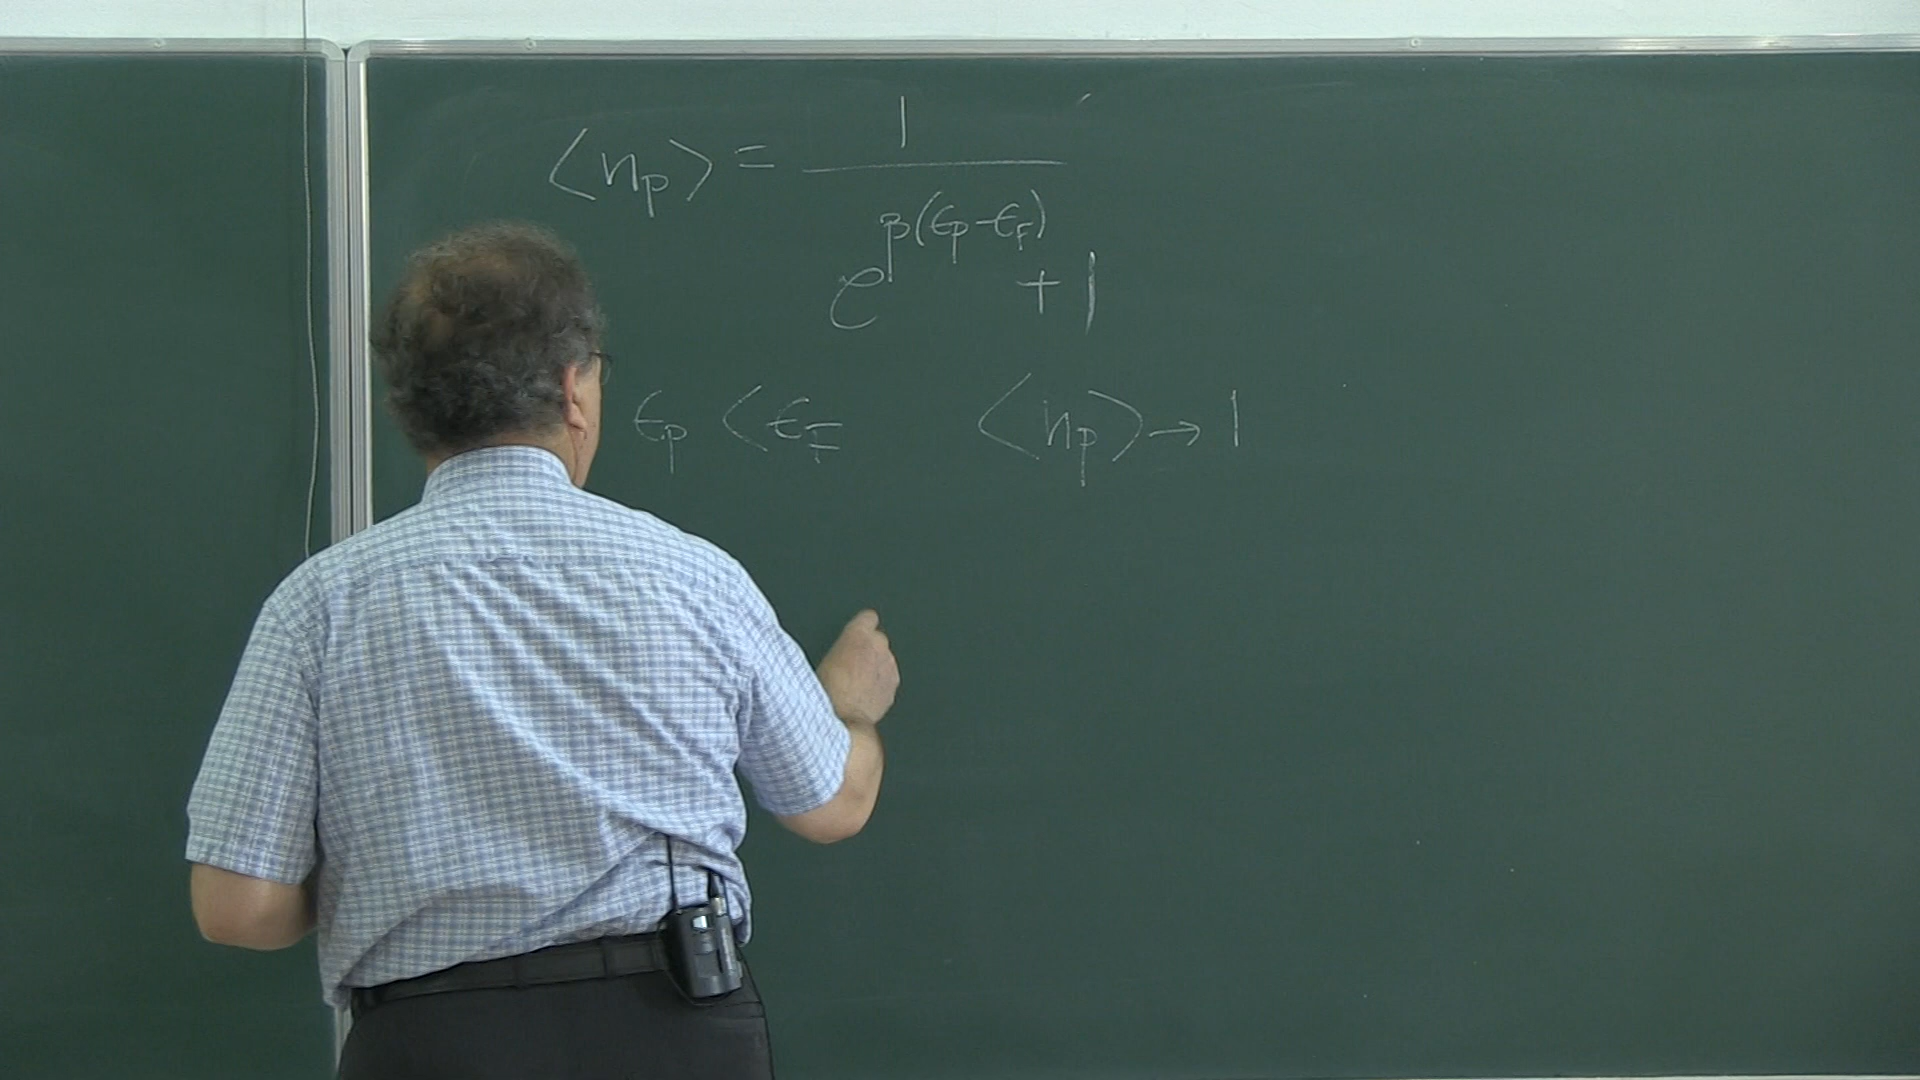 ⟨n_p⟩ = 1 / (e^{β(ϵ_p - ϵ_F)} + 1)
ϵ_p < ϵ_F ⟨n_p⟩ → 1